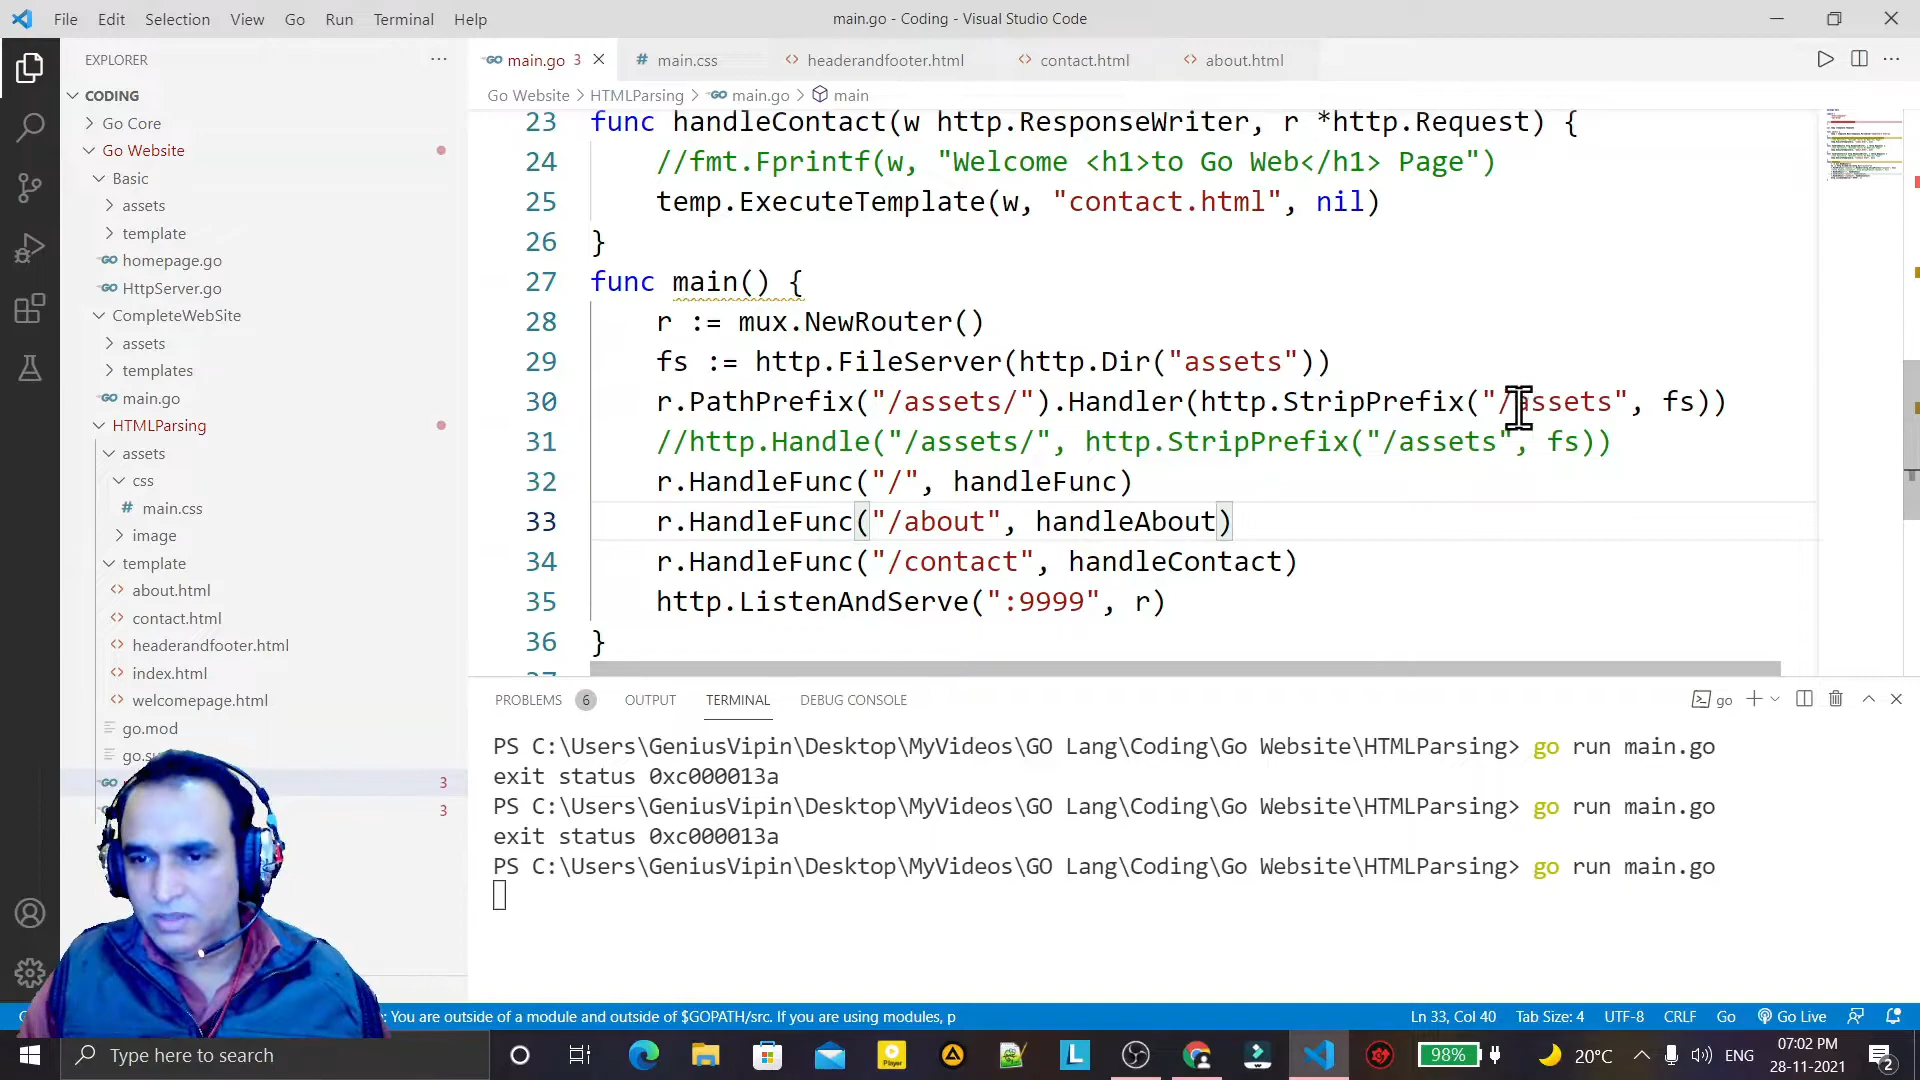 File Edit Selection View Go Run Terminal Help
main.go - Coding - Visual Studio Code
EXPLORER
CODING
Go Core
Go Website
Basic
assets
template
homepage.go
HttpServer.go
CompleteWebSite
assets
templates
main.go
HTMLParsing
assets
css
# main.css
image
template
<> about.html
<> contact.html
<> headerandfooter.html
<> index.html
<> welcomepage.html
go.mod
3
3
main.go 3
# main.css
<> headerandfooter.html
<> contact.html
<> about.html
Go Website > HTMLParsing > main.go > main
23 func handleContact(w http.ResponseWriter, r *http.Request) {
24 //fmt.Fprintf(w, "Welcome <h1>to Go Web</h1> Page")
25 temp.ExecuteTemplate(w, "contact.html", nil)
26 }
27 func main() {
28 r := mux.NewRouter()
29 fs := http.FileServer(http.Dir("assets"))
30 r.PathPrefix("/assets/").Handler(http.StripPrefix("/assets", fs))
31 //http.Handle("/assets/", http.StripPrefix("/assets", fs))
32 r.HandleFunc("/", handleFunc)
33 r.HandleFunc("/about", handleAbout)
34 r.HandleFunc("/contact", handleContact)
35 http.ListenAndServe(":9999", r)
36 }
PROBLEMS 6 OUTPUT TERMINAL DEBUG CONSOLE
go
PS C:\Users\GeniusVipin\Desktop\MyVideos\GO Lang\Coding\Go Website\HTMLParsing> go run main.go
exit status 0xc000013a
PS C:\Users\GeniusVipin\Desktop\MyVideos\GO Lang\Coding\Go Website\HTMLParsing> go run main.go
exit status 0xc000013a
PS C:\Users\GeniusVipin\Desktop\MyVideos\GO Lang\Coding\Go Website\HTMLParsing> go run main.go
: You are outside of a module and outside of $GOPATH/src. If you are using modules, p
Ln 33, Col 40 Tab Size: 4 UTF-8 CRLF Go Go Live
Type here to search
Player
L
98%
20°C
ENG
07:02 PM
28-11-2021
2